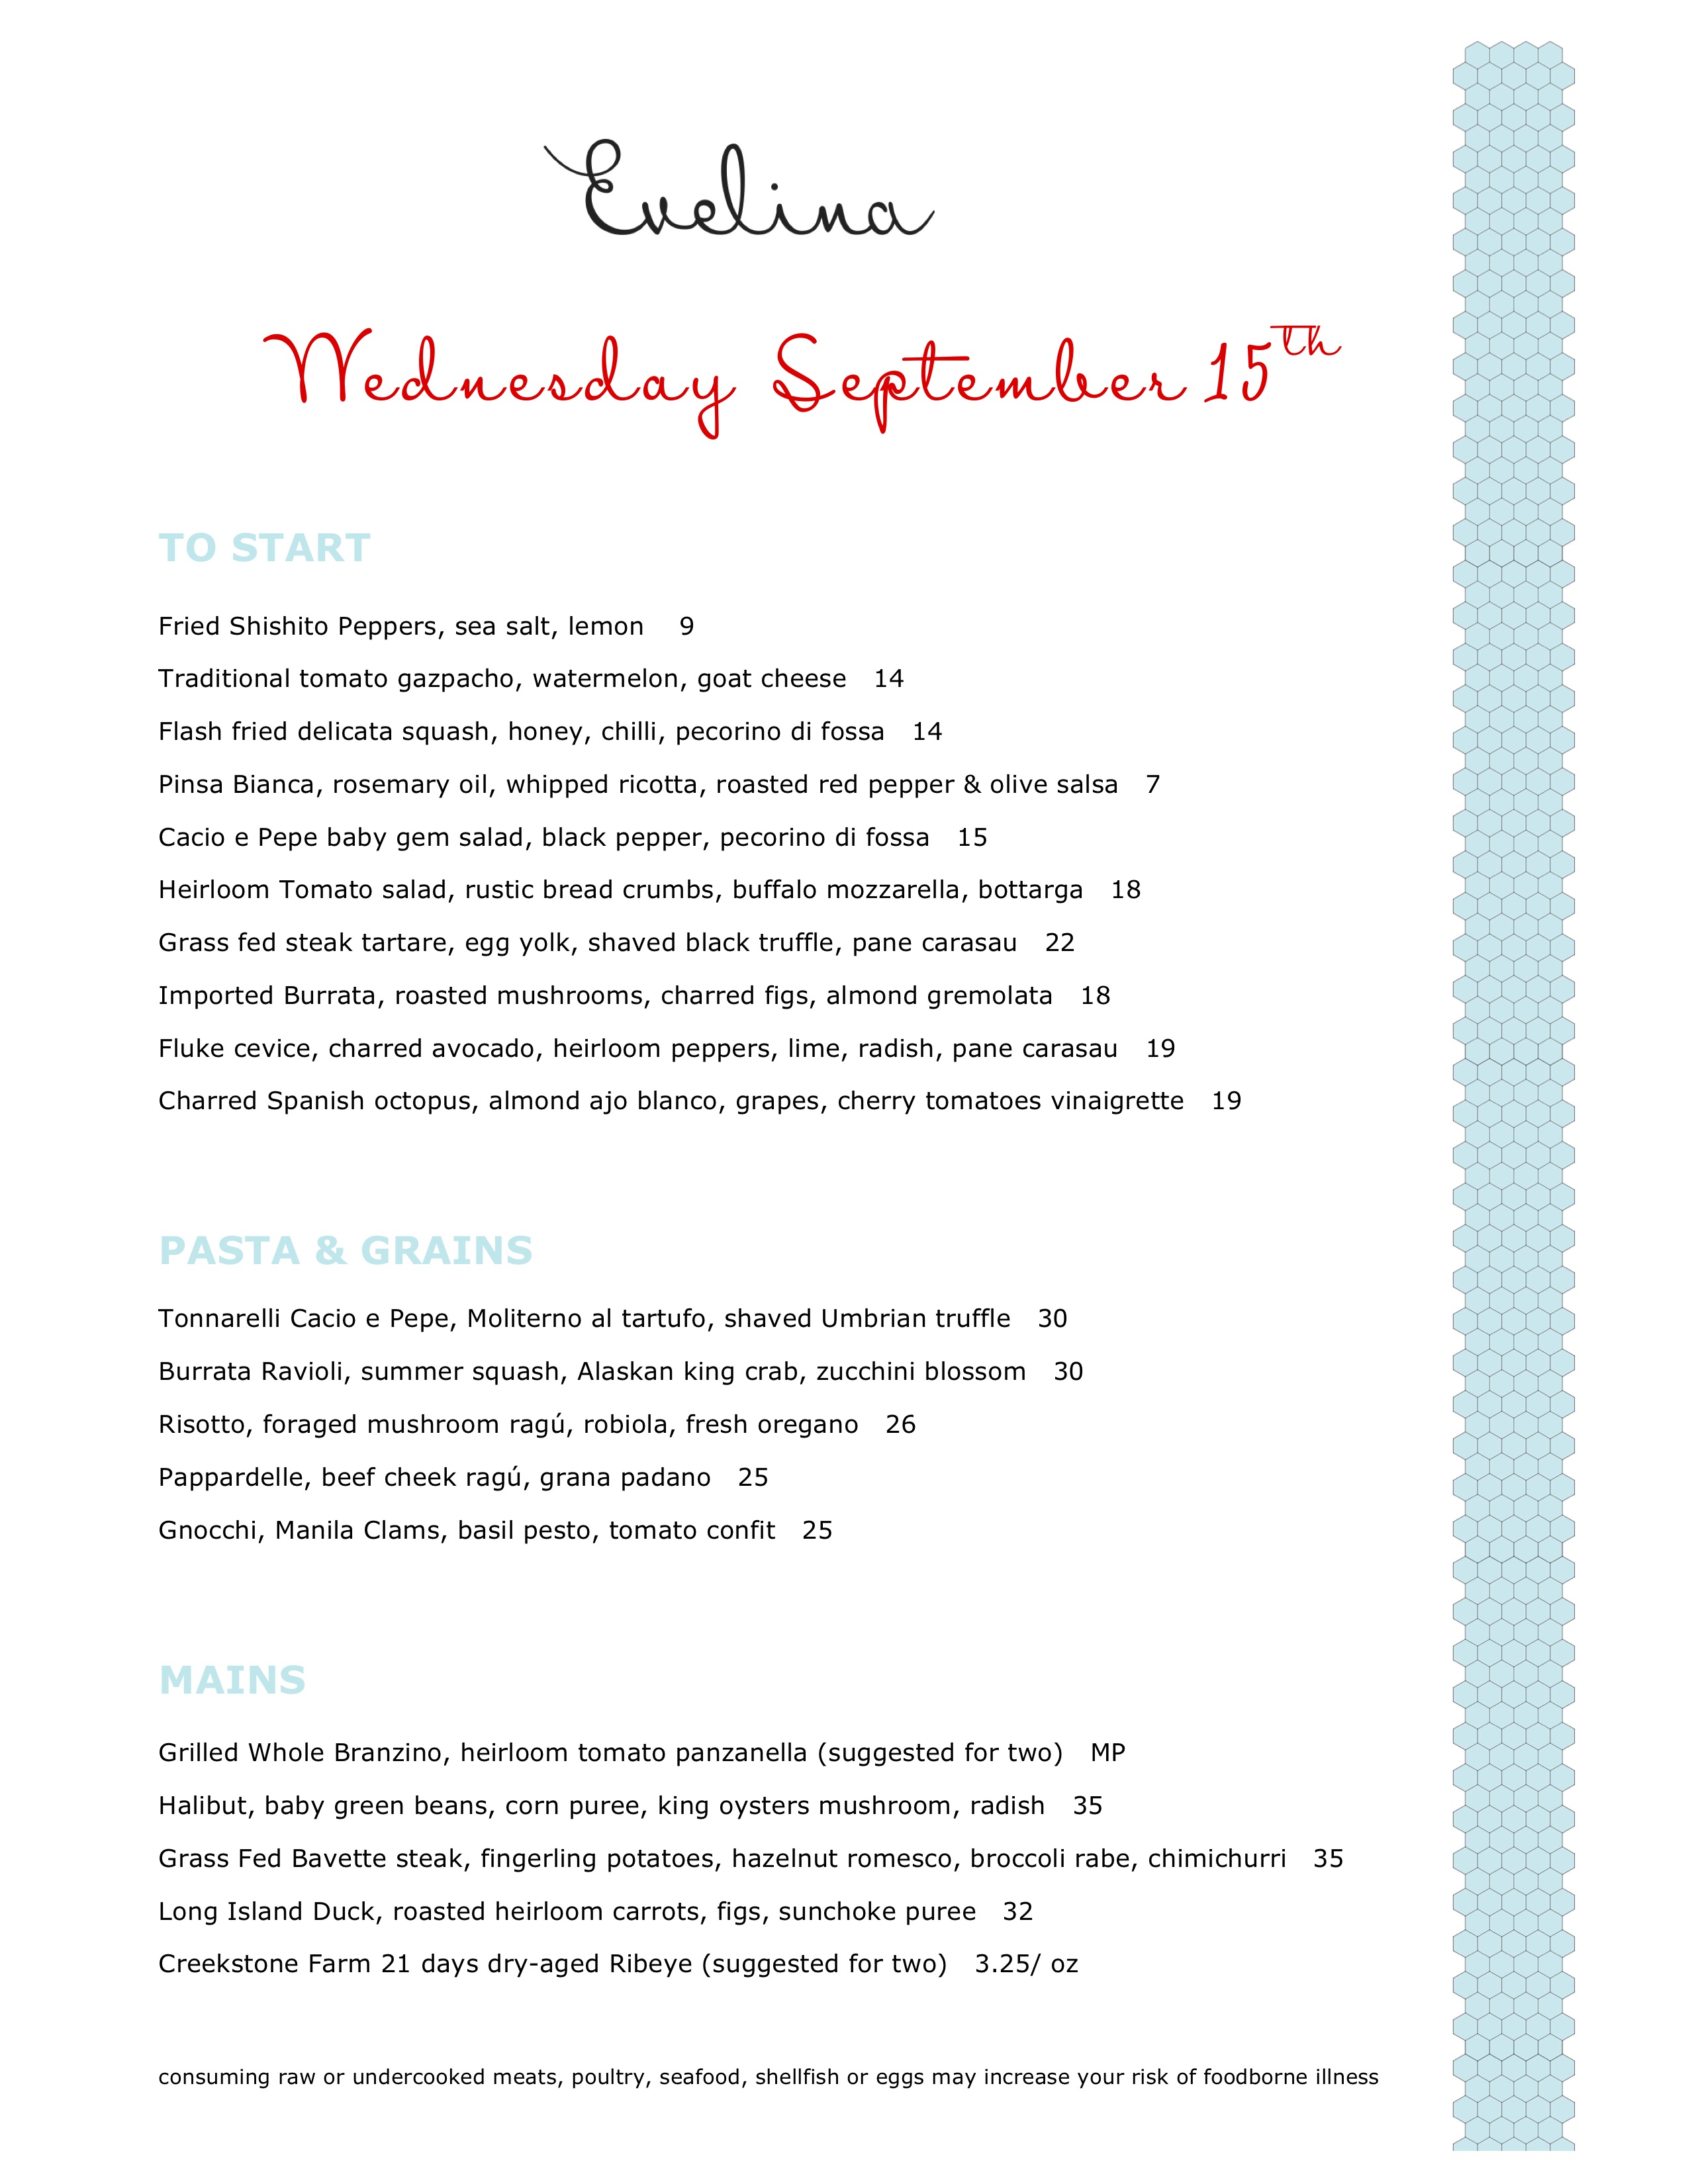 Evelina
Wednesday September 15th
TO START
Fried Shishito Peppers, sea salt, lemon 9
Traditional tomato gazpacho, watermelon, goat cheese 14
Flash fried delicata squash, honey, chilli, pecorino di fossa 14
Pinsa Bianca, rosemary oil, whipped ricotta, roasted red pepper & olive salsa 7
Cacio e Pepe baby gem salad, black pepper, pecorino di fossa 15
Heirloom Tomato salad, rustic bread crumbs, buffalo mozzarella, bottarga 18
Grass fed steak tartare, egg yolk, shaved black truffle, pane carasau 22
Imported Burrata, roasted mushrooms, charred figs, almond gremolata 18
Fluke cevice, charred avocado, heirloom peppers, lime, radish, pane carasau 19
Charred Spanish octopus, almond ajo blanco, grapes, cherry tomatoes vinaigrette 19
PASTA & GRAINS
Tonnarelli Cacio e Pepe, Moliterno al tartufo, shaved Umbrian truffle 30
Burrata Ravioli, summer squash, Alaskan king crab, zucchini blossom 30
Risotto, foraged mushroom ragú, robiola, fresh oregano 26
Pappardelle, beef cheek ragú, grana padano 25
Gnocchi, Manila Clams, basil pesto, tomato confit 25
MAINS
Grilled Whole Branzino, heirloom tomato panzanella (suggested for two) MP
Halibut, baby green beans, corn puree, king oysters mushroom, radish 35
Grass Fed Bavette steak, fingerling potatoes, hazelnut romesco, broccoli rabe, chimichurri 35
Long Island Duck, roasted heirloom carrots, figs, sunchoke puree 32
Creekstone Farm 21 days dry-aged Ribeye (suggested for two) 3.25/ oz
consuming raw or undercooked meats, poultry, seafood, shellfish or eggs may increase your risk of foodborne illness